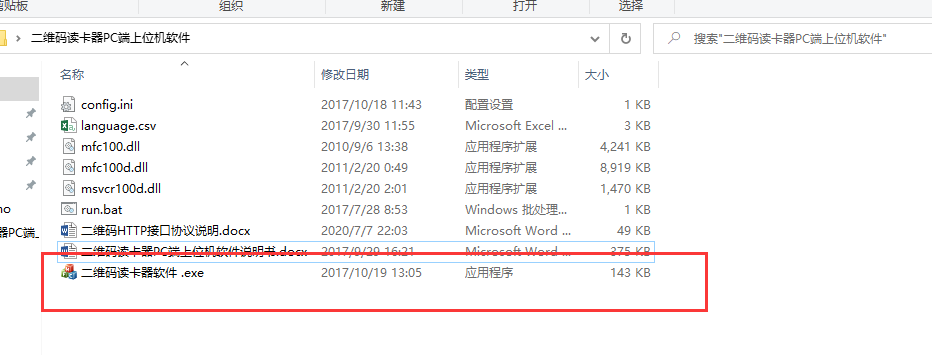 剪贴板 组织 新建 打开 选择
二维码读卡器PC端上位机软件 搜索"二维码读卡器PC端上位机软件"
名称 修改日期 类型 大小
config.ini 2017/10/18 11:43 配置设置 1 KB
language.csv 2017/9/30 11:55 Microsoft Excel ... 3 KB
mfc100.dll 2010/9/6 13:38 应用程序扩展 4,241 KB
mfc100d.dll 2011/2/20 0:49 应用程序扩展 8,919 KB
msvcr100d.dll 2011/2/20 2:01 应用程序扩展 1,470 KB
run.bat 2017/7/28 8:53 Windows 批处理... 1 KB
no
二维码HTTP接口协议说明.docx 2020/7/7 22:03 Microsoft Word ... 49 KB
器PC端_
二维码读卡器PC端上位机软件说明书.docx 2017/9/29 16:21 Microsoft Word ... 375 KB
二维码读卡器软件 .exe 2017/10/19 13:05 应用程序 143 KB